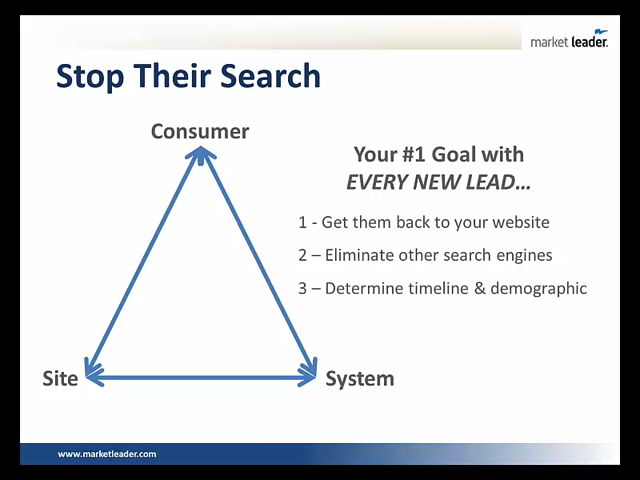 market leader.
Stop Their Search
Consumer
Your #1 Goal with
EVERY NEW LEAD…
1 - Get them back to your website
2 – Eliminate other search engines
3 – Determine timeline & demographic
Site
System
www.marketleader.com